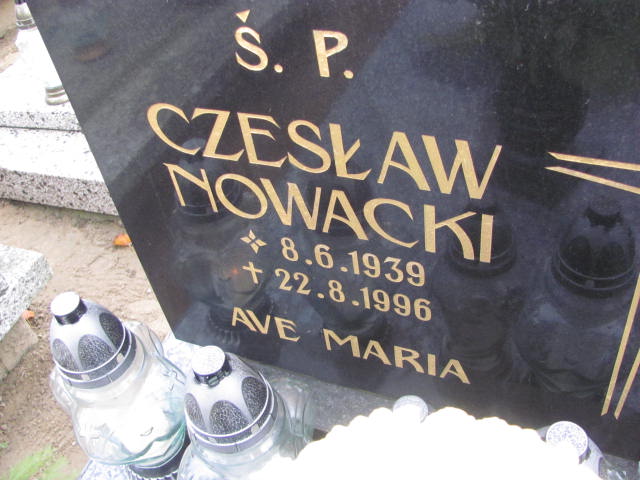 Ś. P.
CZESŁAW
NOWACKI
8.6.1939
† 22.8.1996
AVE MARIA